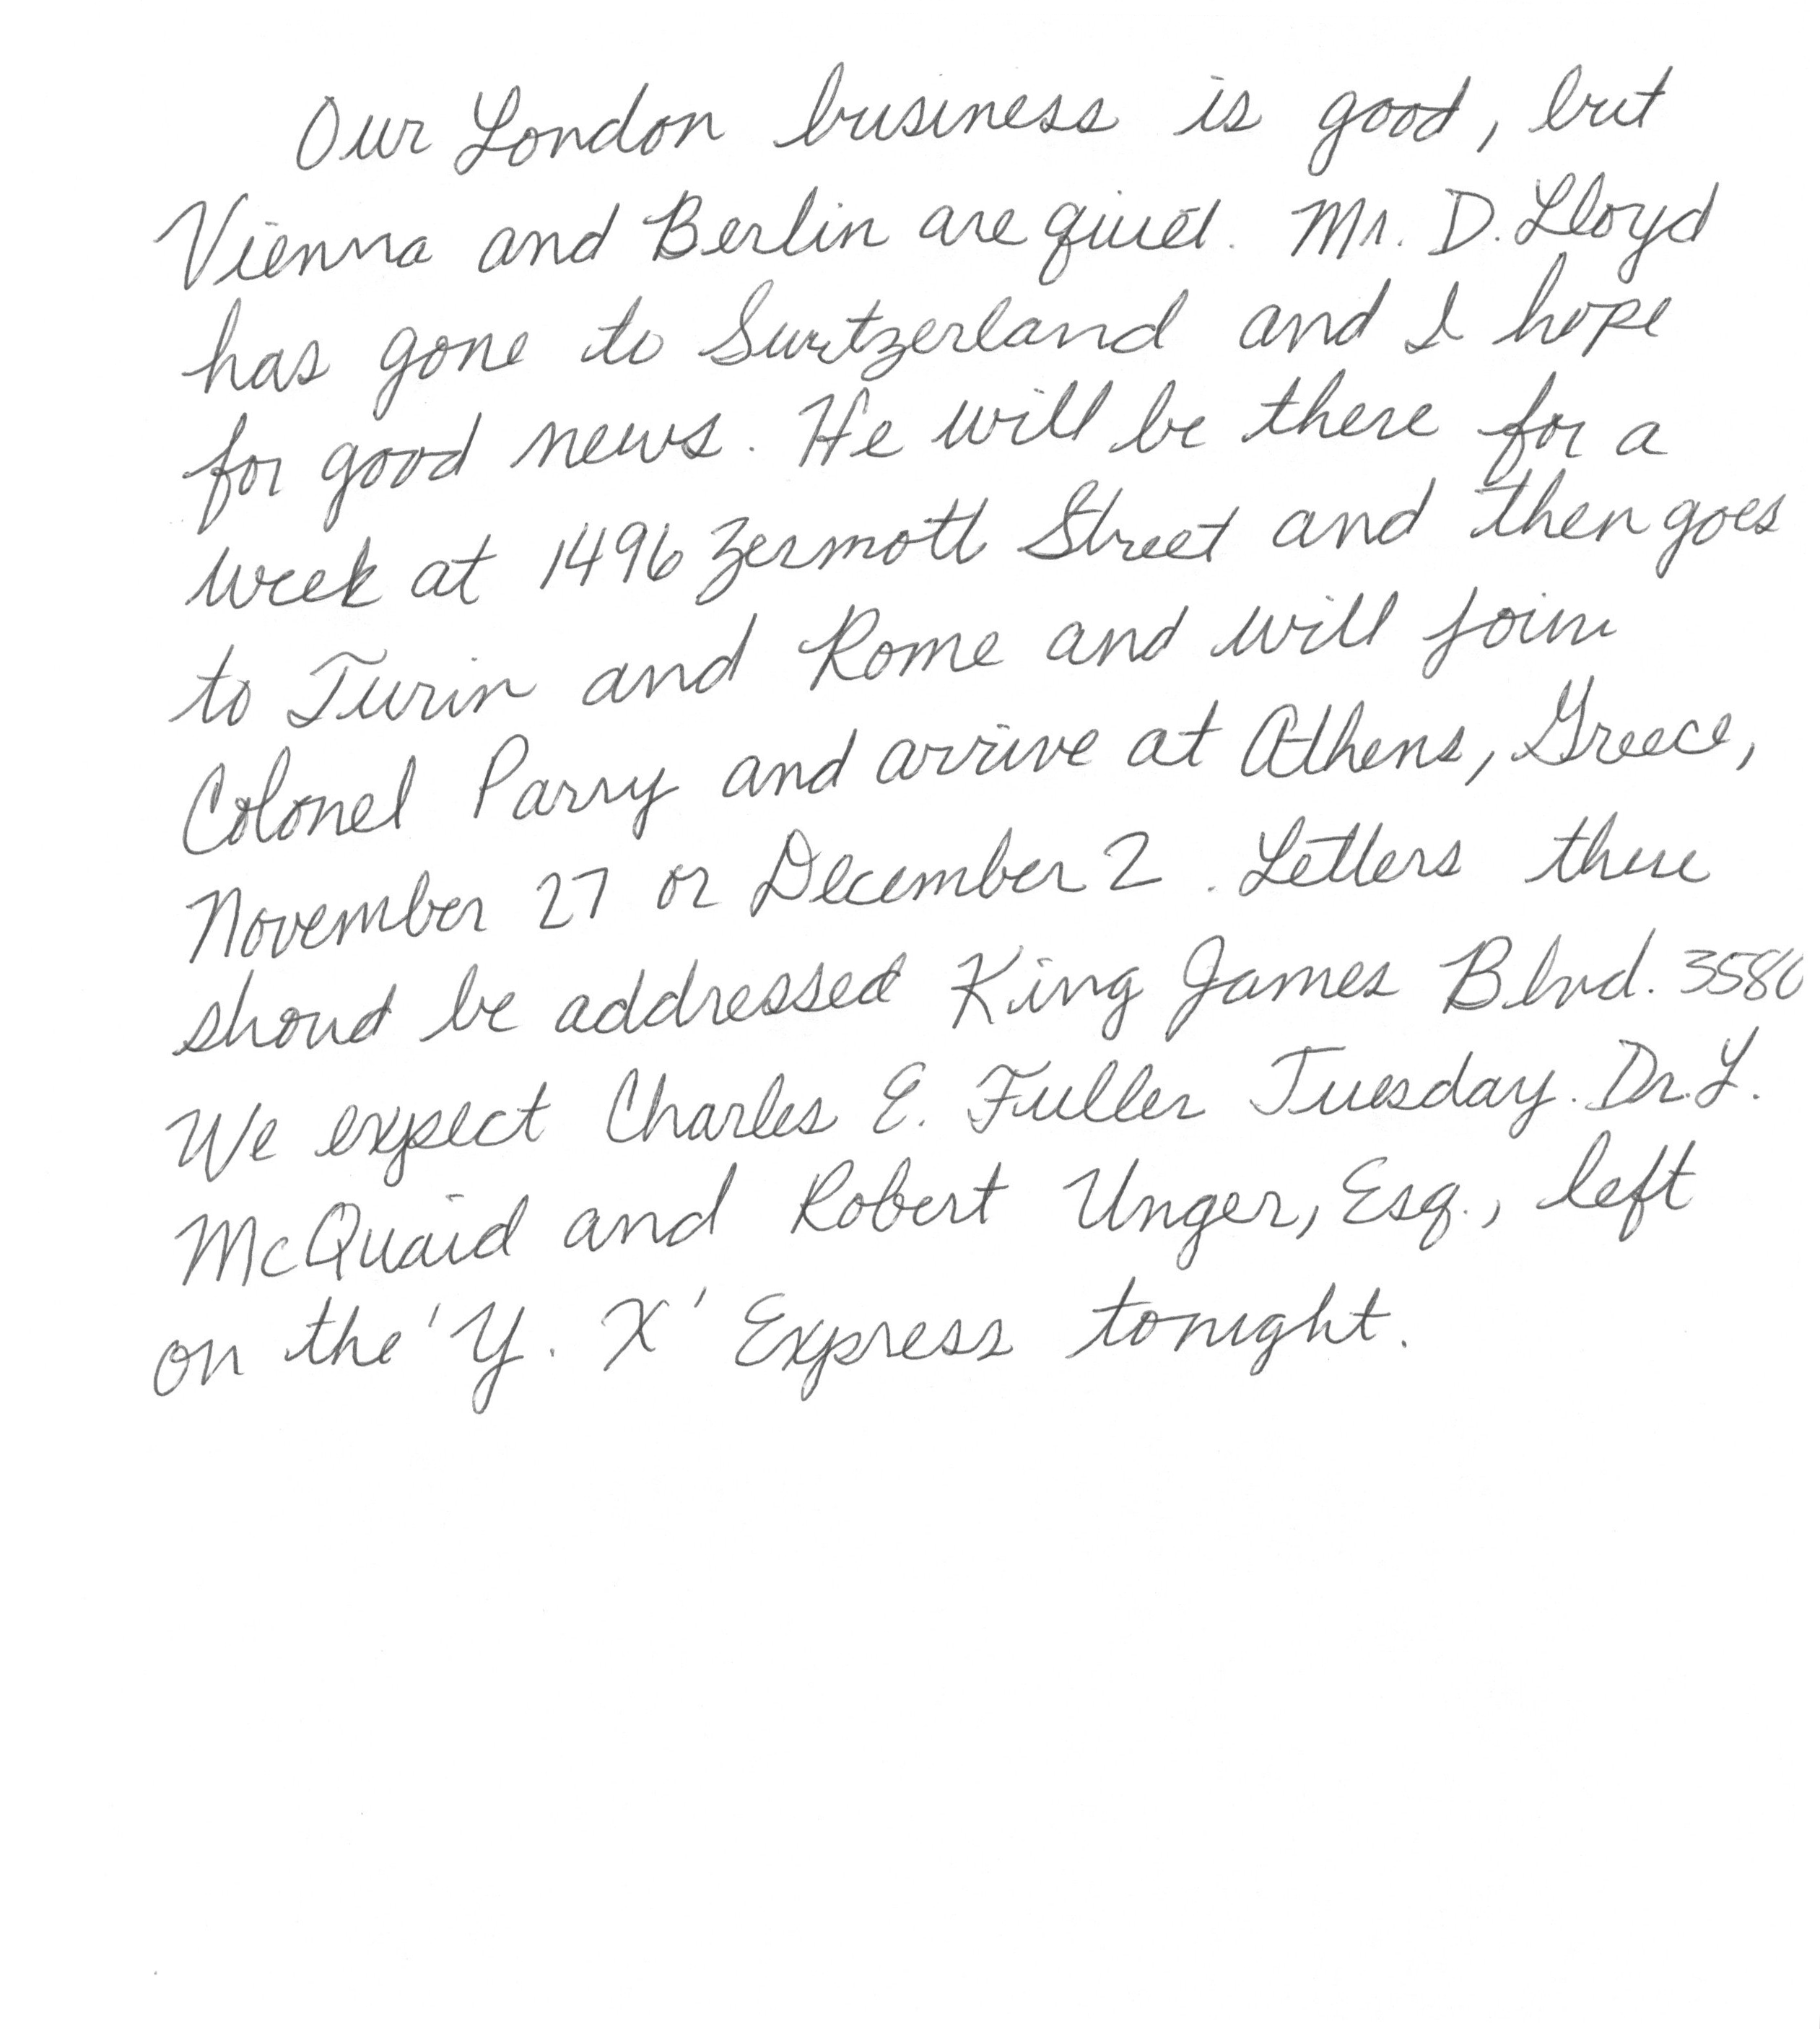 Our London business is good, but
Vienna and Berlin are quiet. Mr. D. Lloyd
has gone to Switzerland and I hope
for good news. He will be there for a
week at 1496 Zermott Street and then goes
to Turin and Rome and will join
Colonel Parry and arrive at Athens, Greece,
November 27 or December 2. Letters there
shoud be addressed King James Blvd. 3580
We expect Charles E. Fuller Tuesday. Dr. L.
McQuaid and Robert Unger, Esq., left
on the 'Y. X' Express tonight.